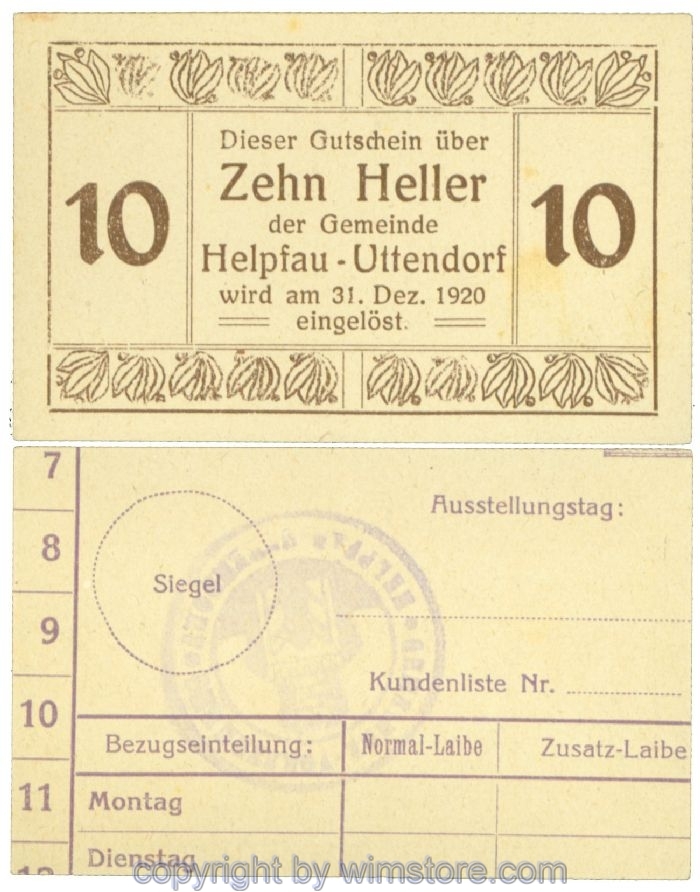 Dieser Gutschein über
Zehn Heller
der Gemeinde
Helpfau - Uttendorf
wird am 31. Dez. 1920
eingelöst.
10
10
7
8
9
10
11
12
Siegel
Ausstellungstag:
Kundenliste Nr.
Bezugseinteilung:
Normal-Laibe
Zusatz-Laibe
Montag
Dienstag
copyright by wimstore.com